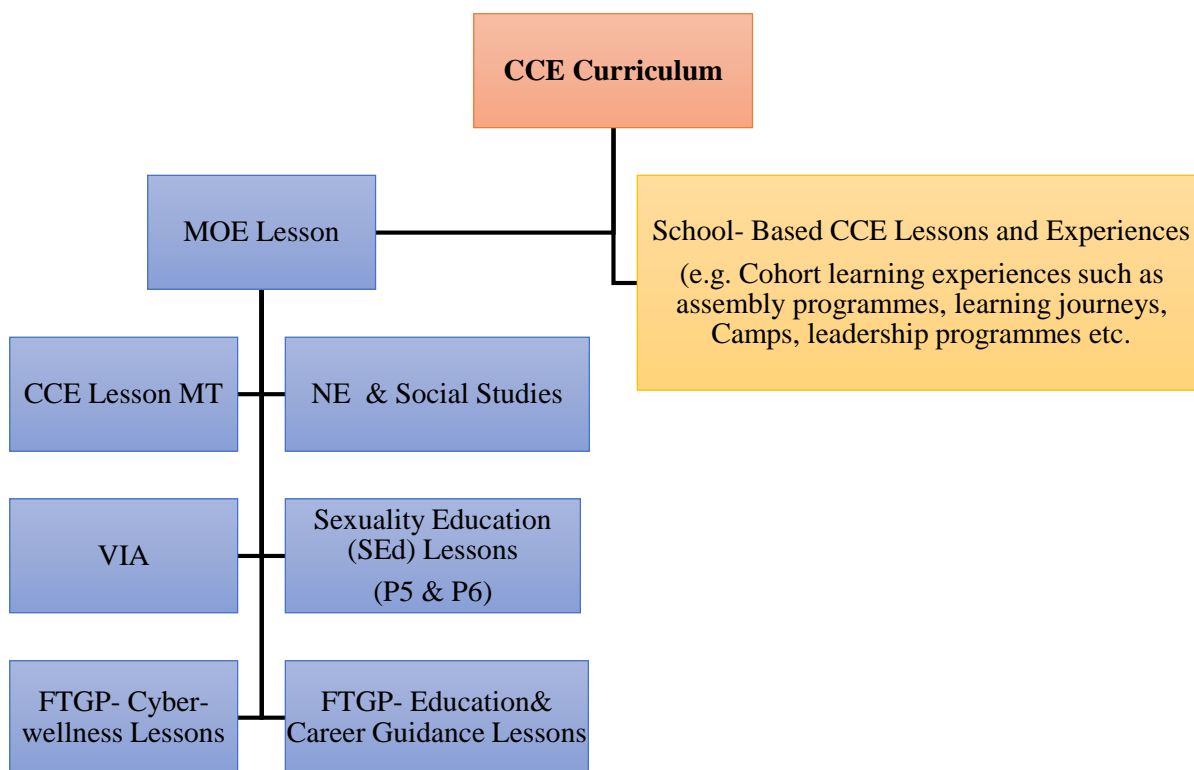 CCE Curriculum
MOE Lesson
School- Based CCE Lessons and Experiences
(e.g. Cohort learning experiences such as
assembly programmes, learning journeys,
Camps, leadership programmes etc.
CCE Lesson MT
NE & Social Studies
VIA
Sexuality Education
(SEd) Lessons
(P5 & P6)
FTGP- Cyber-
wellness Lessons
FTGP- Education&
Career Guidance Lessons